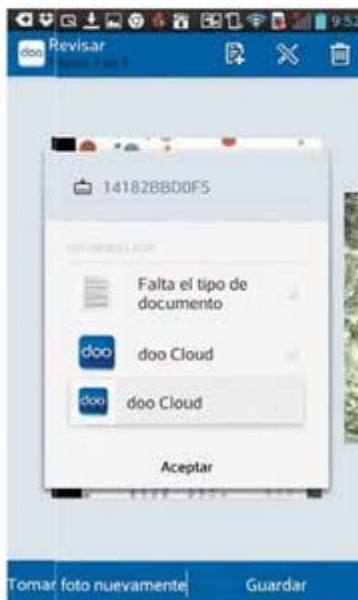 9:52
doo Revisar
14182BBD0F5
Falta el tipo de
documento
doo doo Cloud
doo doo Cloud
Aceptar
Tomar foto nuevamente Guardar